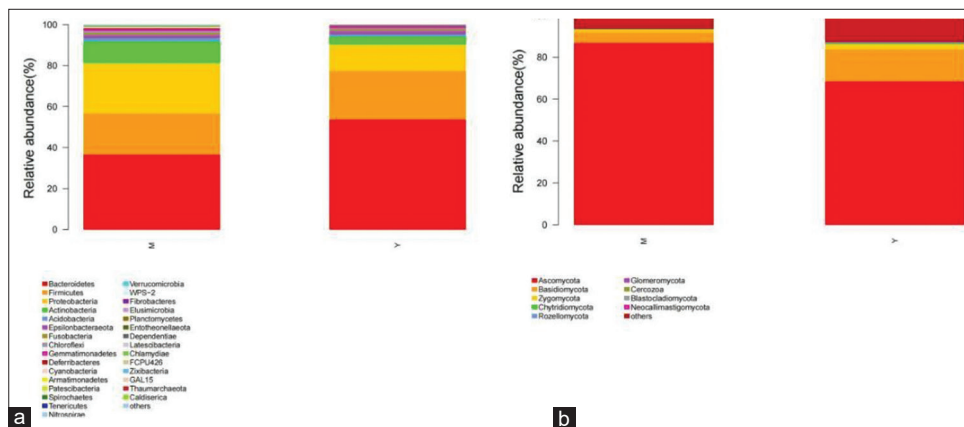 Relative abundance(%)
100
80
60
40
20
0
M
Y
Bacteroidetes
Firmicutes
Proteobacteria
Actinobacteria
Acidobacteria
Epsilonbacteraeota
Fusobacteria
Chloroflexi
Gemmatimonadetes
Deferribacteres
Cyanobacteria
Armatimonadetes
Patescibacteria
Spirochaetes
Tenericutes
Nitrospirae
Verrucomicrobia
WPS-2
Fibrobacteres
Elusimicrobia
Planctomycetes
Entotheonellaeota
Dependentiae
Latescibacteria
Chlamydiae
FCPU426
Zixibacteria
GAL15
Thaumarchaeota
Caldiserica
others
a
Relative abundance(%)
80
60
40
20
0
M
Y
Ascomycota
Basidiomycota
Zygomycota
Chytridiomycota
Rozellomycota
Glomeromycota
Cercozoa
Blastocladiomycota
Neocallimastigomycota
others
b